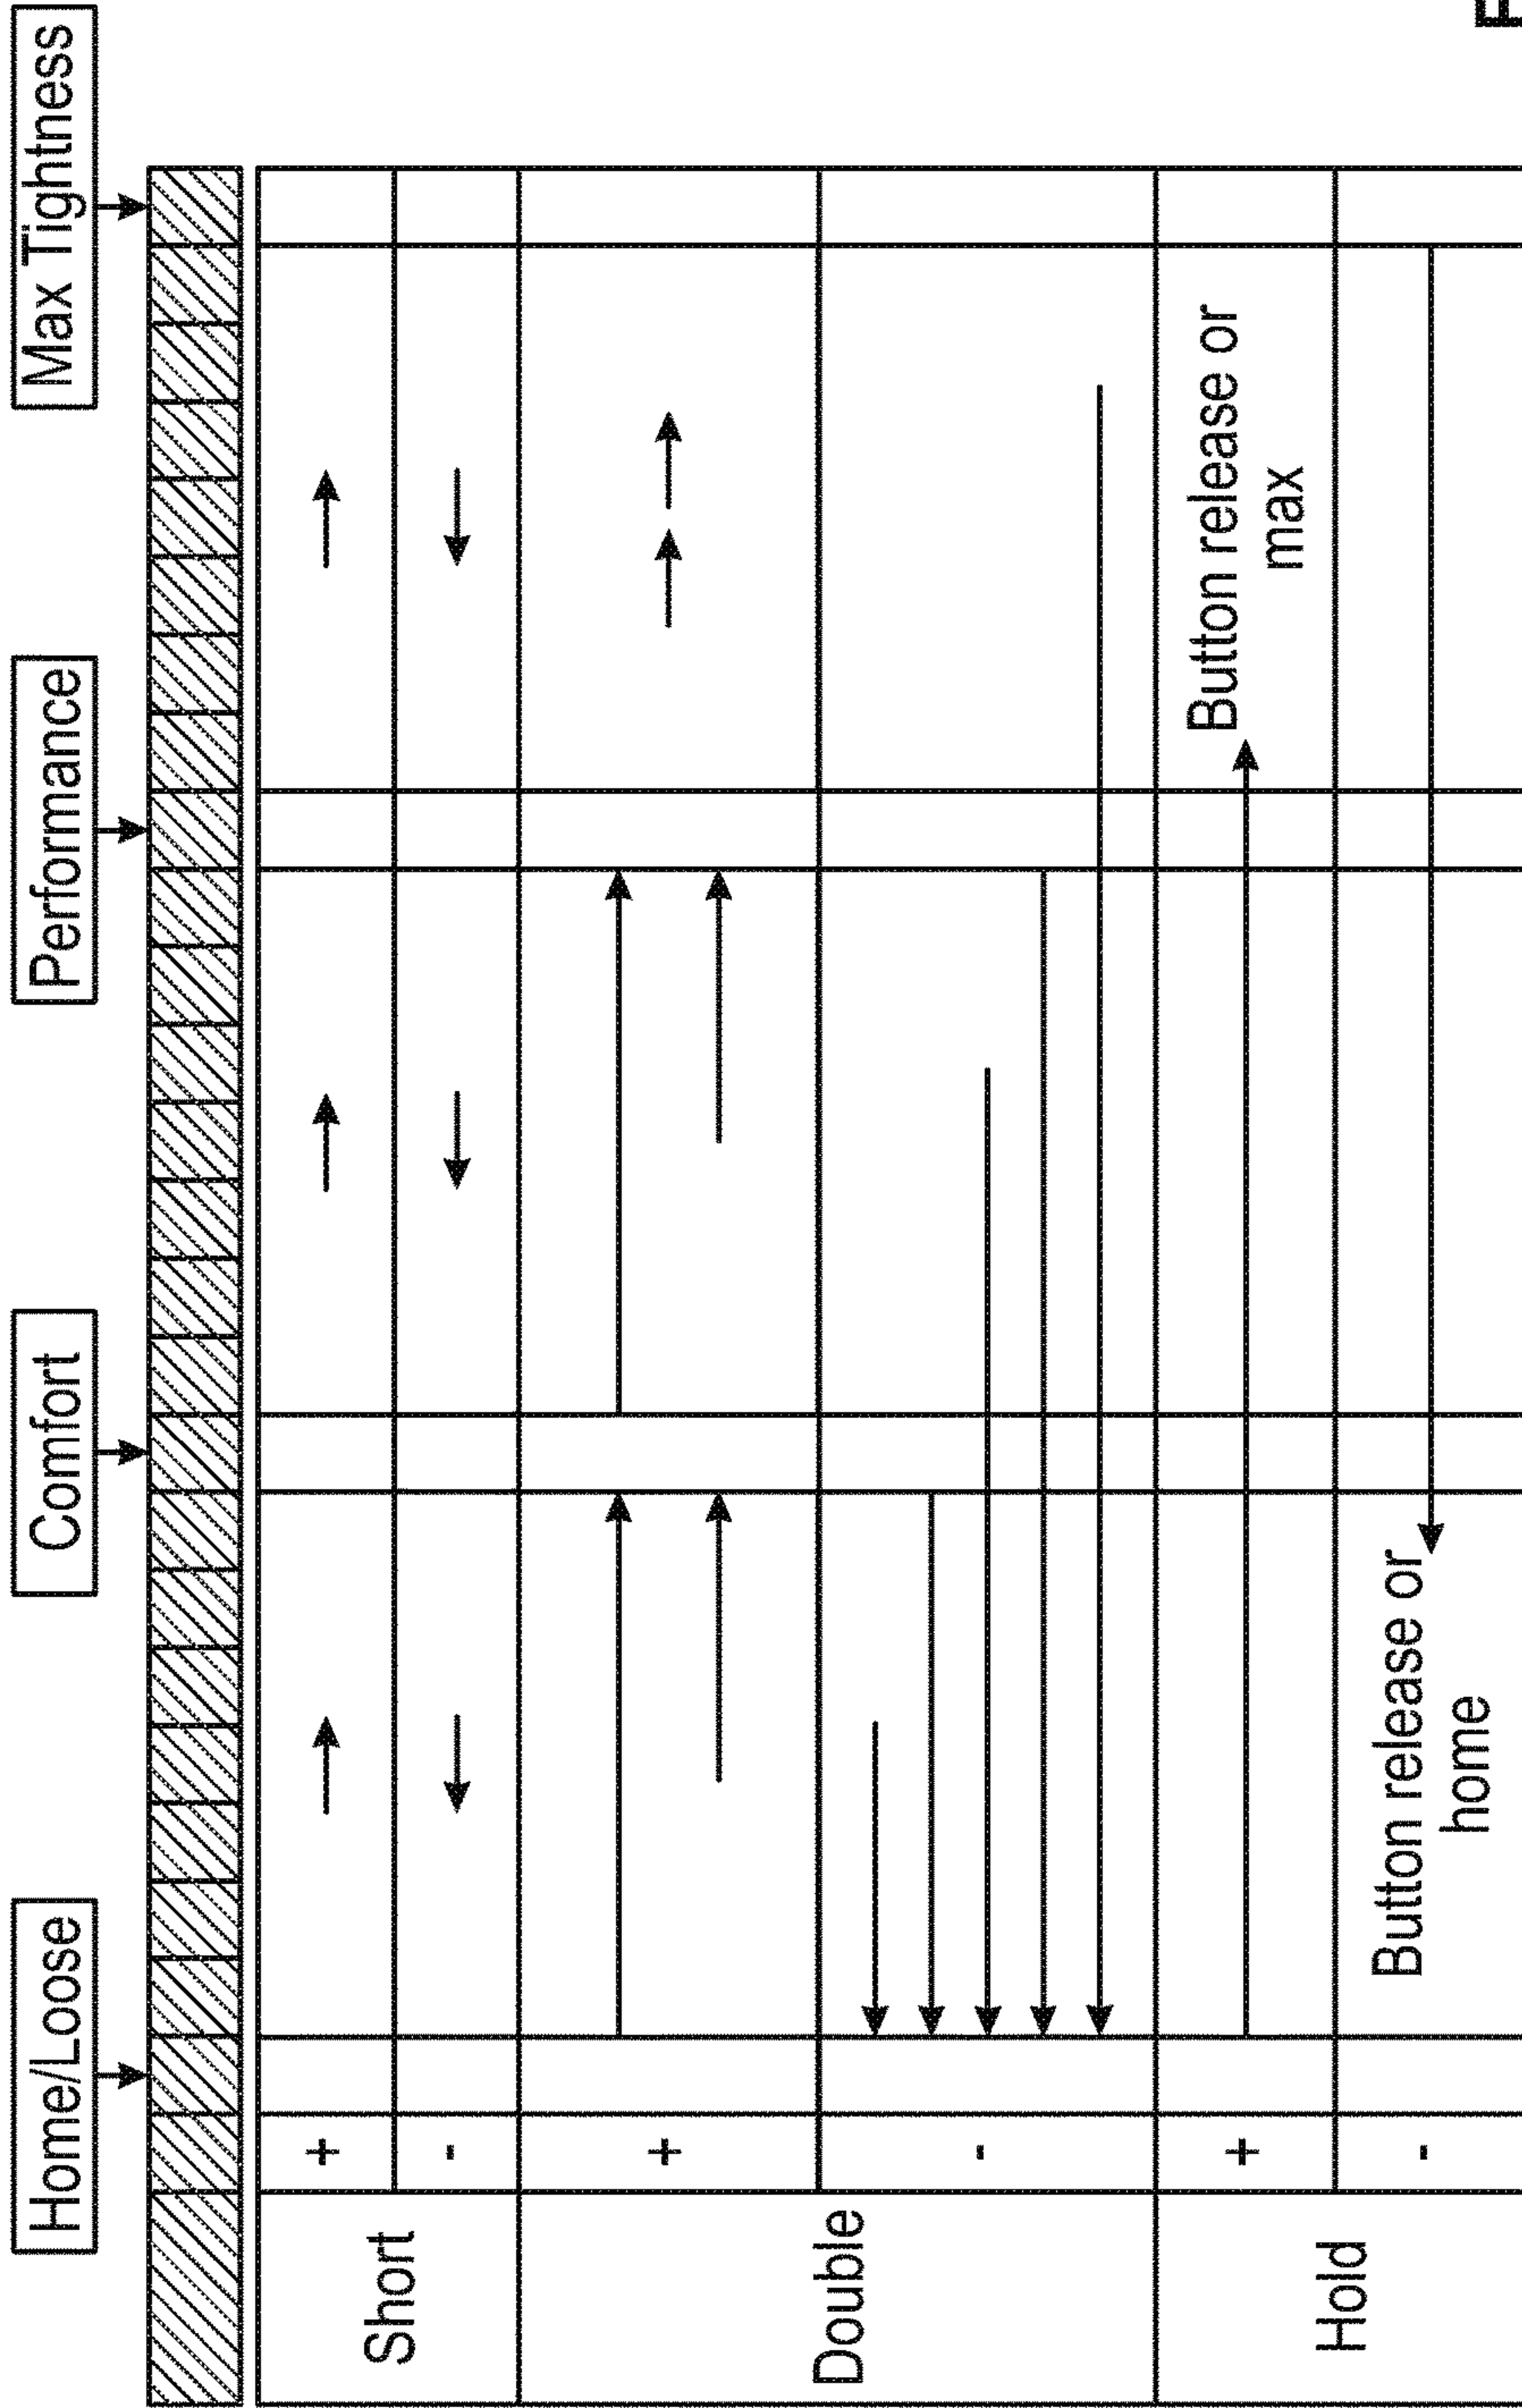 Home/Loose
Comfort
Performance
Max Tightness
Short
+
-
Double
+
-
Hold
+
Button release or
max
-
Button release or
home